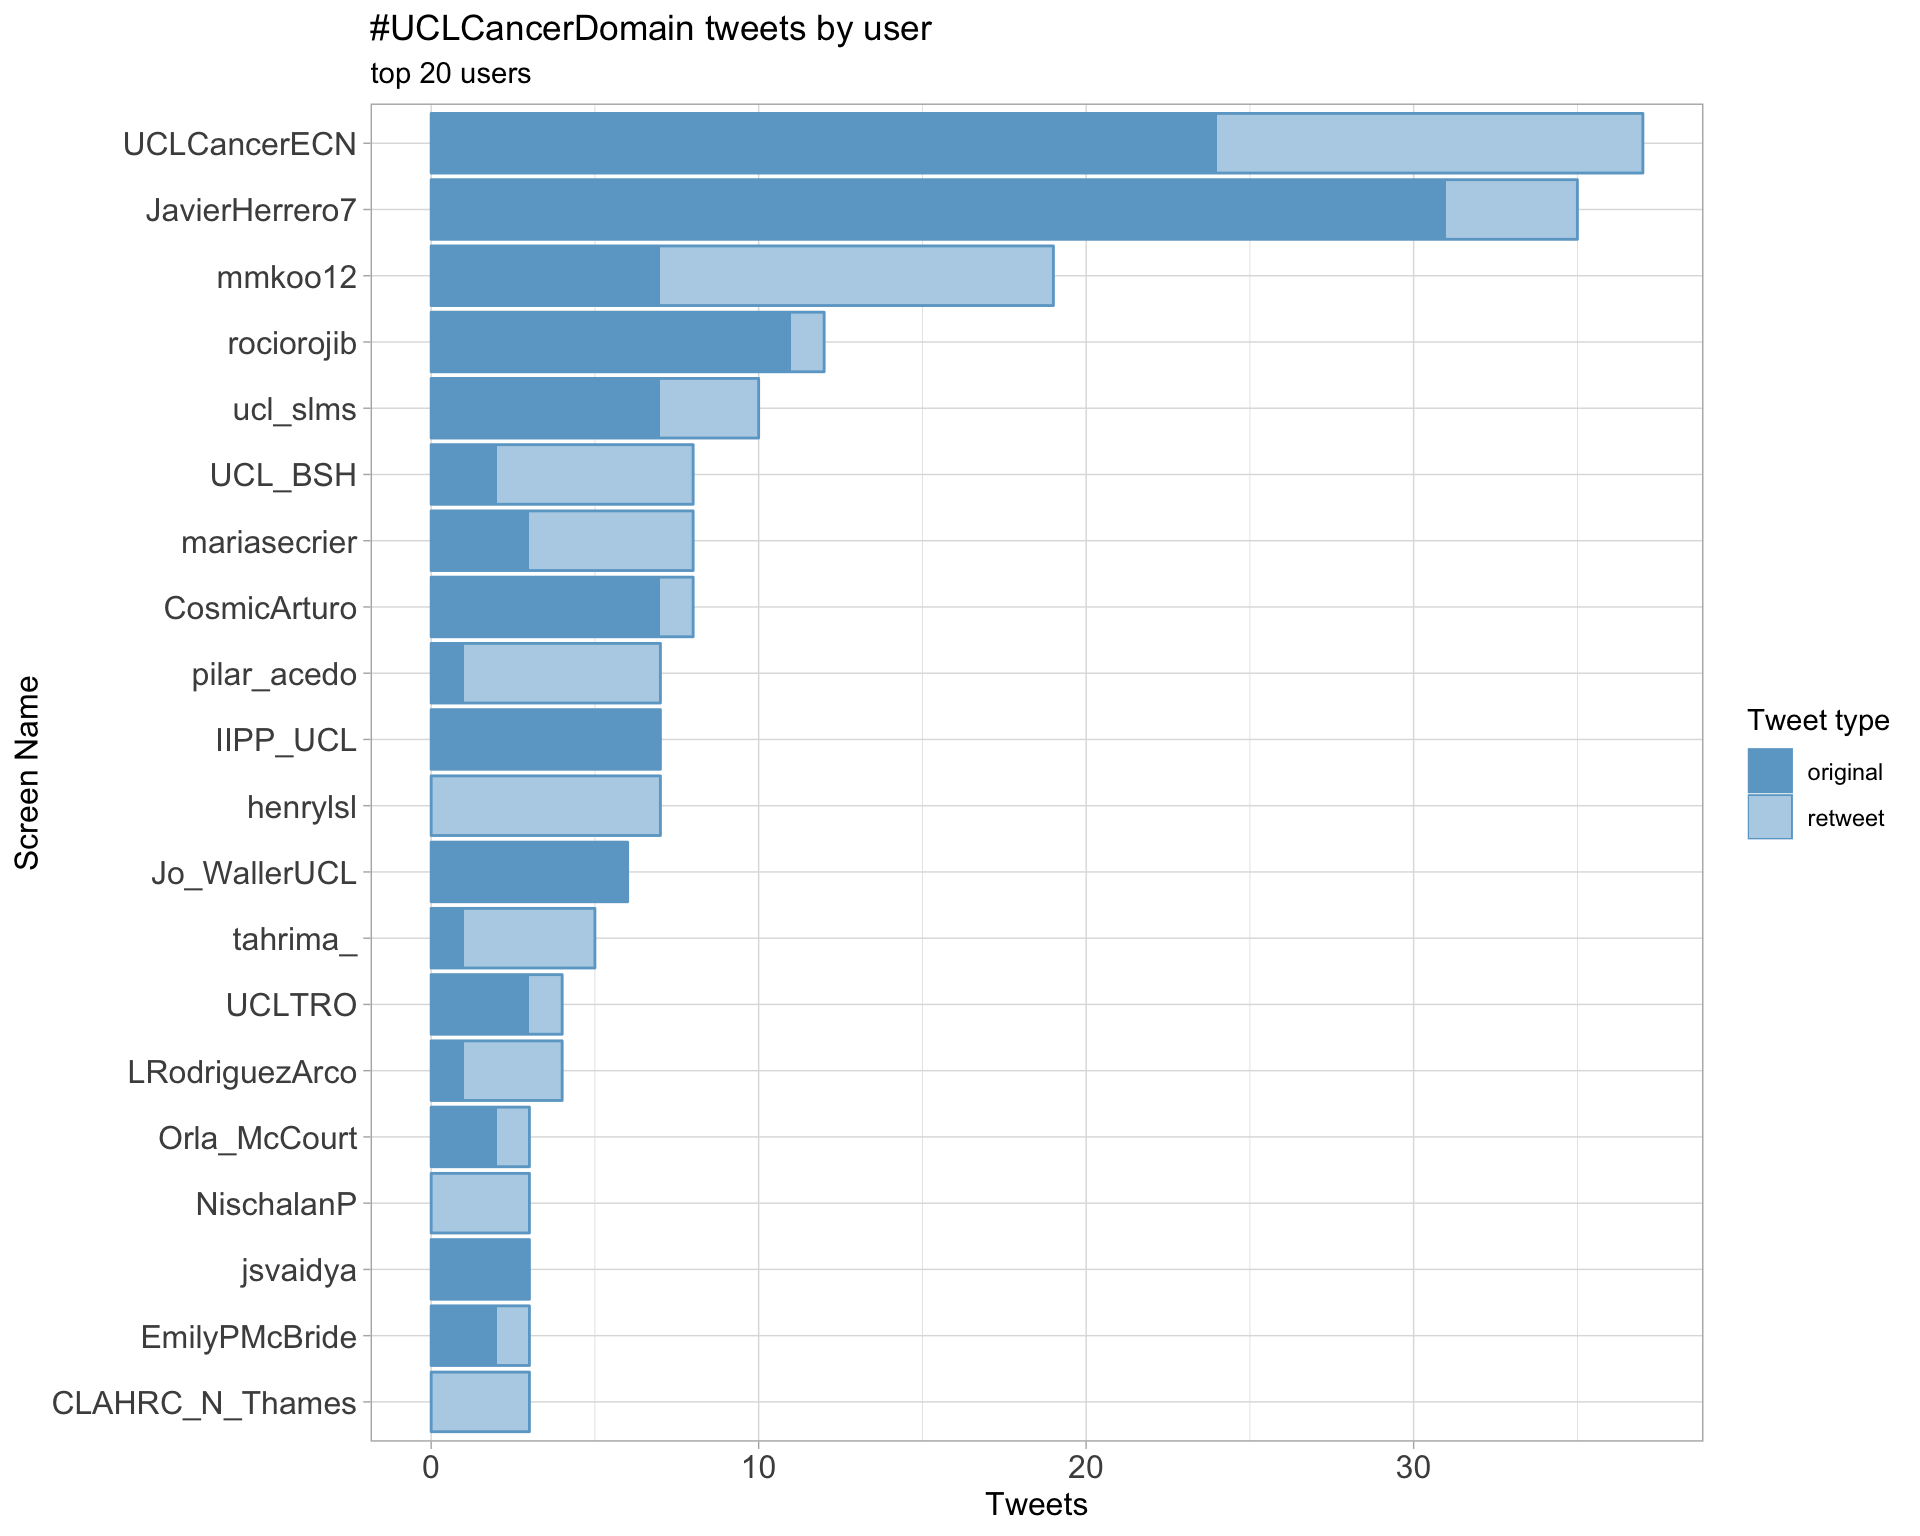 #UCLCancerDomain tweets by user
top 20 users
UCLCancerECN
JavierHerrero7
mmkoo12
rociorojib
ucl_slms
UCL_BSH
mariasecrier
CosmicArturo
pilar_acedo
IIPP_UCL
henrylsl
Jo_WallerUCL
tahrima_
UCLTRO
LRodriguezArco
Orla_McCourt
NischalanP
jsvaidya
EmilyPMcBride
CLAHRC_N_Thames
Screen Name
0 10 20 30
Tweets
Tweet type
original
retweet